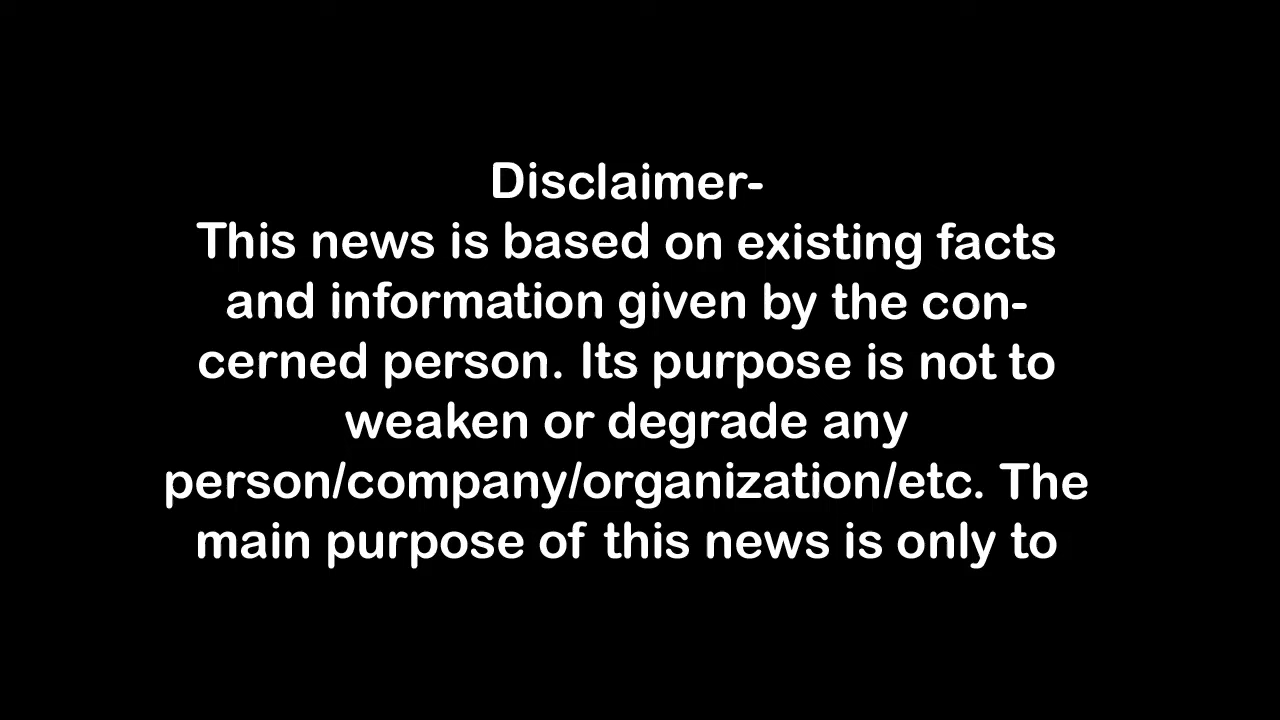 Disclaimer-
This news is based on existing facts
and information given by the con-
cerned person. Its purpose is not to
weaken or degrade any
person/company/organization/etc. The
main purpose of this news is only to